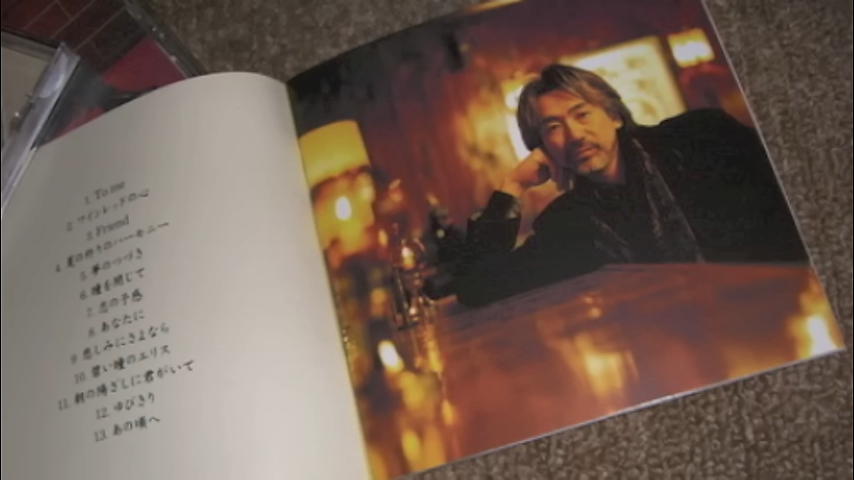 1. To me
2. ワインレッドの心
3. Friend
4. 夏の終りのハーモニー
5. 夢のつづき
6. 瞳を閉じて
7. 恋の予感
8. あなたに
9. 悲しみにさよなら
10. 碧い瞳のエリス
11. 朝の陽ざしに君がいて
12. ゆびきり
13. あの頃へ